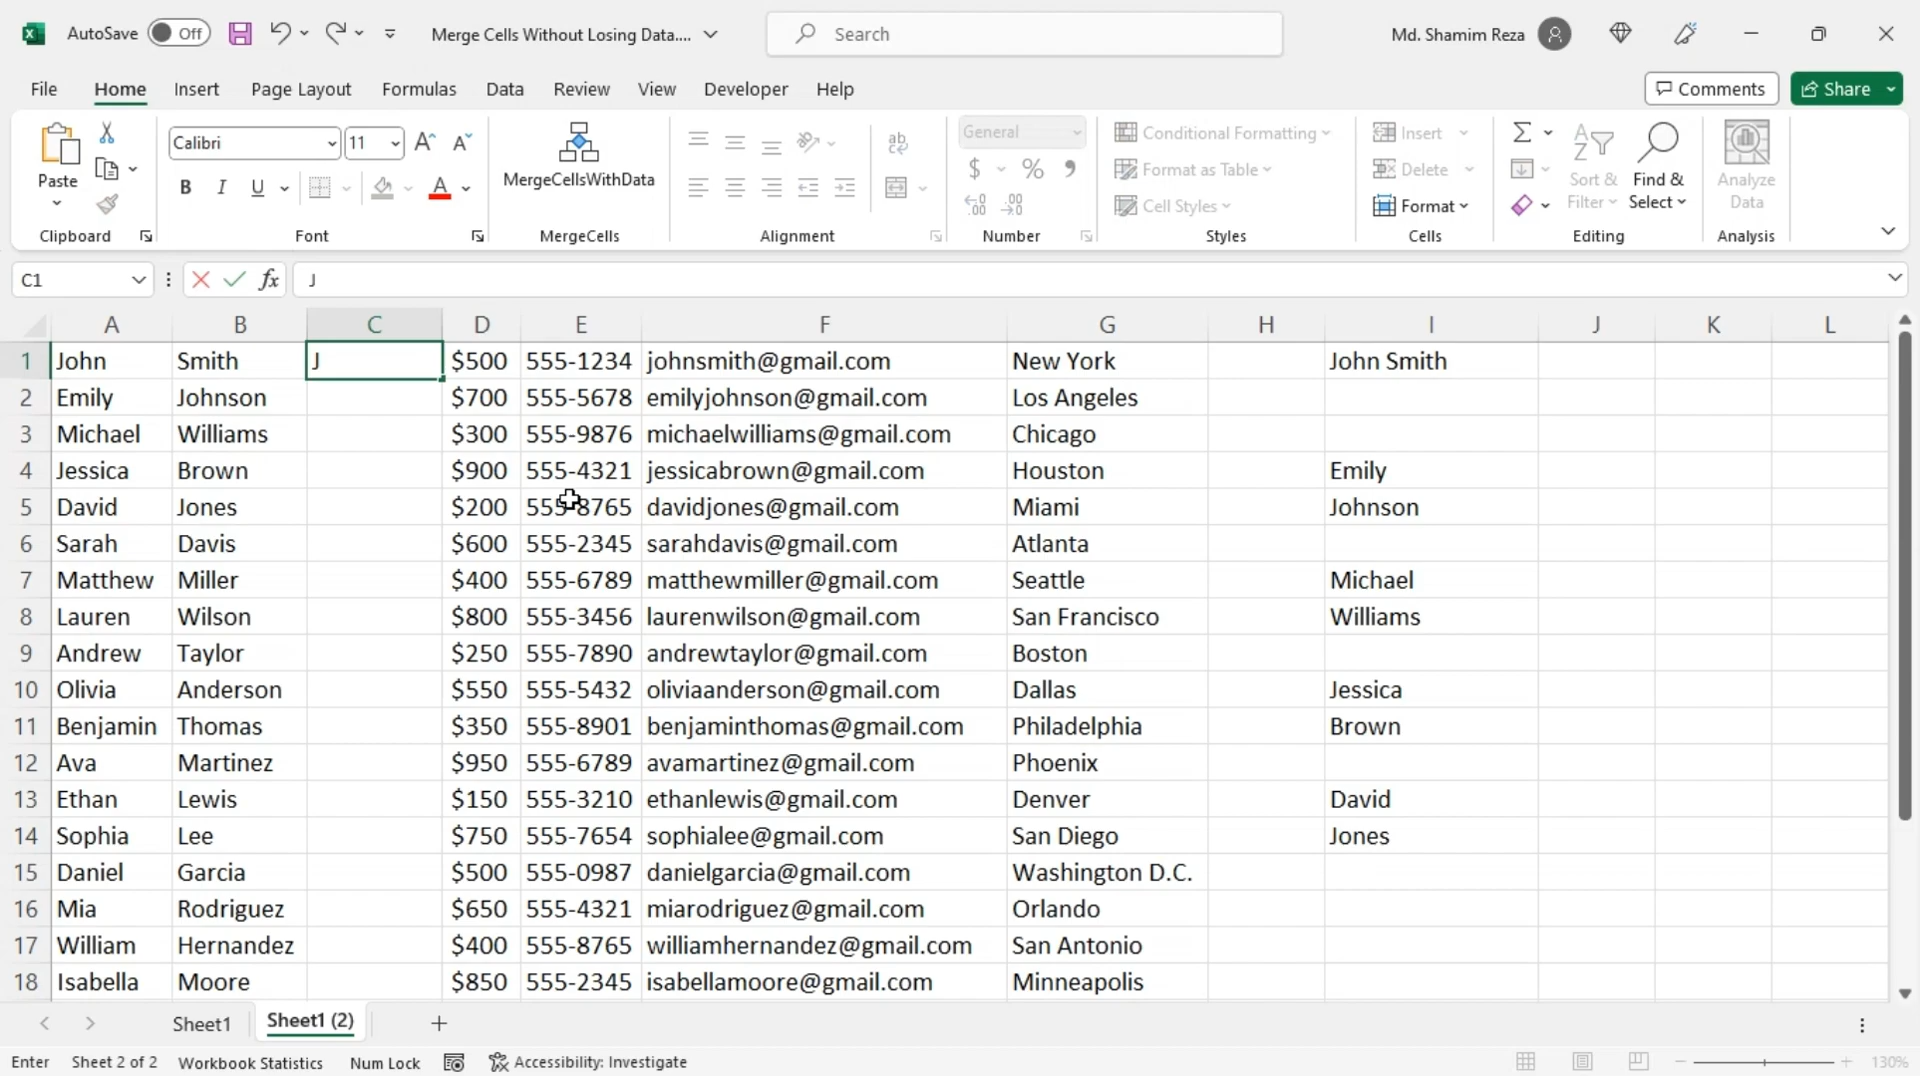 AutoSave Off Merge Cells Without Losing Data.... Search Md. Shamim Reza
File Home Insert Page Layout Formulas Data Review View Developer Help Comments Share
Paste Calibri 11 A^ A˅ MergeCellsWithData ab General Conditional Formatting Insert Σ A Z Sort & Filter Find & Select Analyze Data
B I U A $ % , Format as Table Delete
.00 .00 Cell Styles Format
Clipboard Font MergeCells Alignment Number Styles Cells Editing Analysis
C1 fx J
A B C D E F G H I J K L
1 John Smith J $500 555-1234 johnsmith@gmail.com New York John Smith
2 Emily Johnson $700 555-5678 emilyjohnson@gmail.com Los Angeles
3 Michael Williams $300 555-9876 michaelwilliams@gmail.com Chicago
4 Jessica Brown $900 555-4321 jessicabrown@gmail.com Houston Emily
5 David Jones $200 555-8765 davidjones@gmail.com Miami Johnson
6 Sarah Davis $600 555-2345 sarahdavis@gmail.com Atlanta
7 Matthew Miller $400 555-6789 matthewmiller@gmail.com Seattle Michael
8 Lauren Wilson $800 555-3456 laurenwilson@gmail.com San Francisco Williams
9 Andrew Taylor $250 555-7890 andrewtaylor@gmail.com Boston
10 Olivia Anderson $550 555-5432 oliviaanderson@gmail.com Dallas Jessica
11 Benjamin Thomas $350 555-8901 benjaminthomas@gmail.com Philadelphia Brown
12 Ava Martinez $950 555-6789 avamartinez@gmail.com Phoenix
13 Ethan Lewis $150 555-3210 ethanlewis@gmail.com Denver David
14 Sophia Lee $750 555-7654 sophialee@gmail.com San Diego Jones
15 Daniel Garcia $500 555-0987 danielgarcia@gmail.com Washington D.C.
16 Mia Rodriguez $650 555-4321 miarodriguez@gmail.com Orlando
17 William Hernandez $400 555-8765 williamhernandez@gmail.com San Antonio
18 Isabella Moore $850 555-2345 isabellamoore@gmail.com Minneapolis
Sheet1 Sheet1 (2)
Enter Sheet 2 of 2 Workbook Statistics Num Lock Accessibility: Investigate 130%